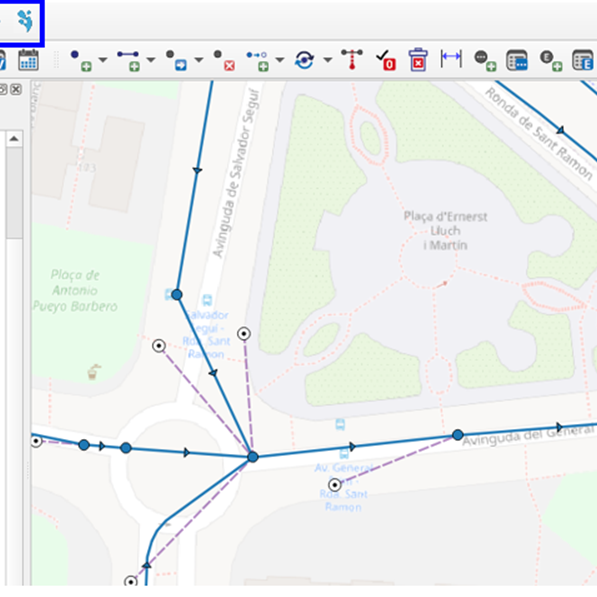 Avinguda de Salvador Seguí
Ronda de Sant Ramon
Plaça d'Ernerst
Lluch
i Martín
Plaça de
Antonio
Pueyo Barbero
Salvador
Seguí -
Rda. Sant
Ramon
Avinguda del General
Av. General
Rda. Sant
Ramon